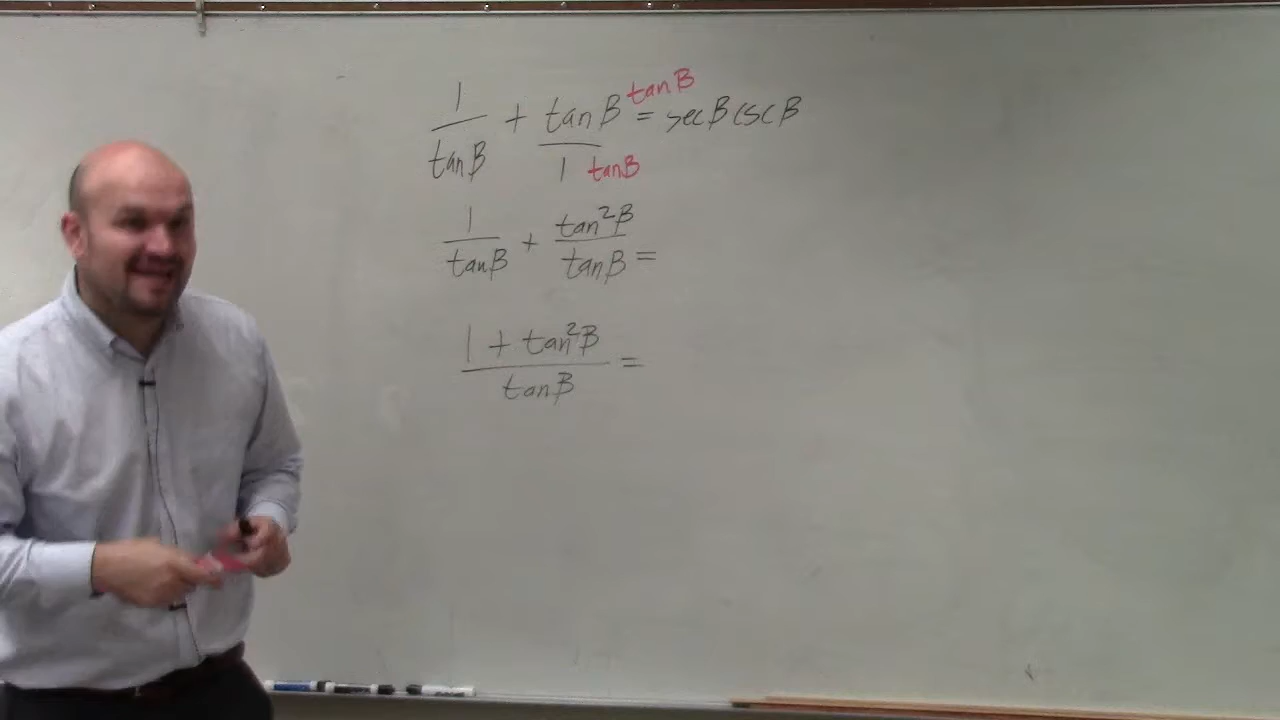 1/tanβ + tanβ tanβ/1 tanβ = secβ cscβ
1/tanβ + tan²β/tanβ =
1 + tan²β/tanβ =